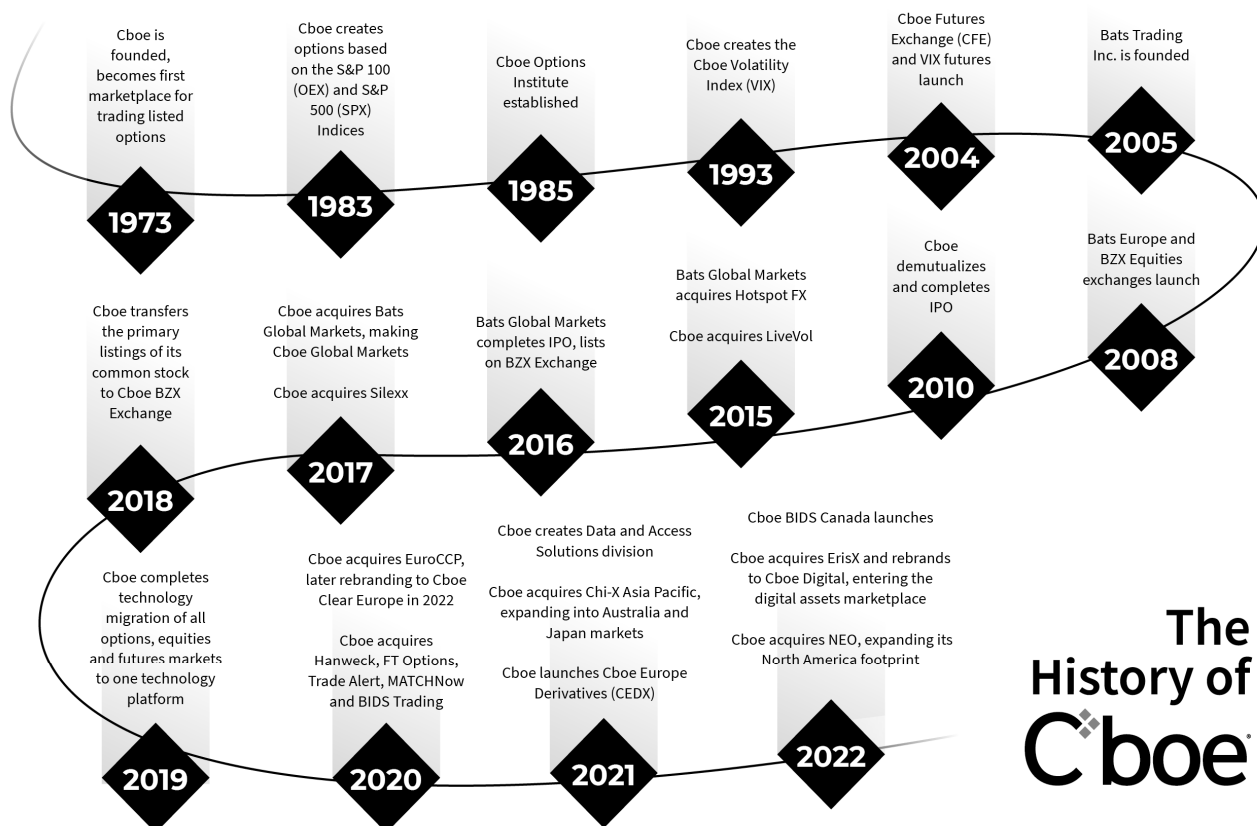 Cboe is
founded,
becomes first
marketplace for
trading listed
options
1973
Cboe creates
options based
on the S&P 100
(OEX) and S&P
500 (SPX)
Indices
1983
Cboe Options
Institute
established
1985
Cboe creates the
Cboe Volatility
Index (VIX)
1993
Cboe Futures
Exchange (CFE)
and VIX futures
launch
2004
Bats Trading
Inc. is founded
2005
Bats Europe and
BZX Equities
exchanges launch
2008
Cboe
demutualizes
and completes
IPO
2010
Bats Global Markets
acquires Hotspot FX
Cboe acquires LiveVol
2015
Bats Global Markets
completes IPO, lists
on BZX Exchange
2016
Cboe acquires Bats
Global Markets, making
Cboe Global Markets
Cboe acquires Silexx
2017
Cboe transfers
the primary
listings of its
common stock
to Cboe BZX
Exchange
2018
Cboe completes
technology
migration of all
options, equities
and futures markets
to one technology
platform
2019
Cboe acquires EuroCCP,
later rebranding to Cboe
Clear Europe in 2022
Cboe acquires
Hanweck, FT Options,
Trade Alert, MATCHNow
and BIDS Trading
2020
Cboe creates Data and Access
Solutions division
Cboe acquires Chi-X Asia Pacific,
expanding into Australia and
Japan markets
Cboe launches Cboe Europe
Derivatives (CEDX)
2021
Cboe BIDS Canada launches
Cboe acquires ErisX and rebrands
to Cboe Digital, entering the
digital assets marketplace
Cboe acquires NEO, expanding its
North America footprint
2022
The
History of
Cboe®